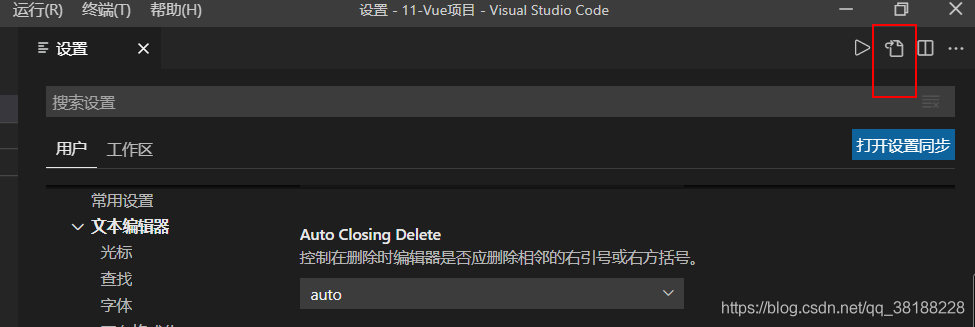 运行(R) 终端(T) 帮助(H) 设置 - 11-Vue项目 - Visual Studio Code
设置
搜索设置
用户 工作区 打开设置同步
常用设置
文本编辑器
光标
查找
字体
Auto Closing Delete
控制在删除时编辑器是否应删除相邻的右引号或右方括号。
auto
https://blog.csdn.net/qq_38188228